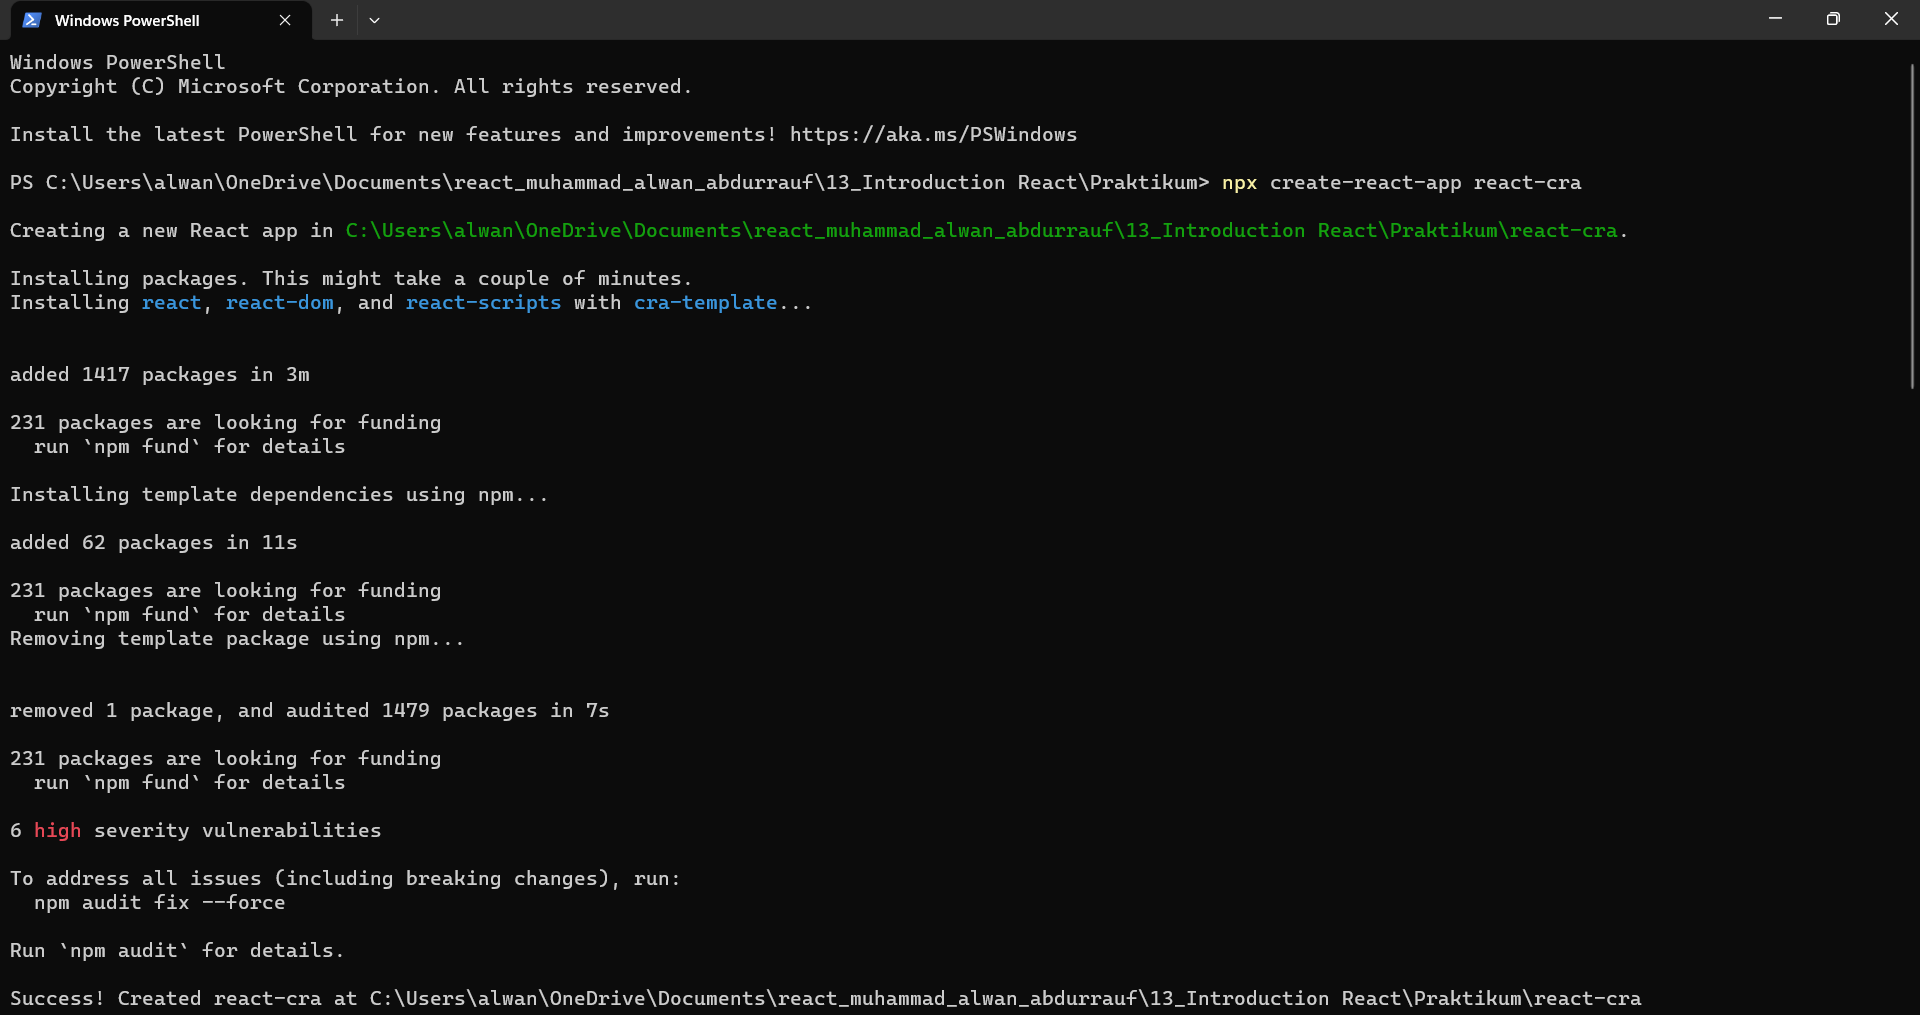 Windows PowerShell
Windows PowerShell
Copyright (C) Microsoft Corporation. All rights reserved.
Install the latest PowerShell for new features and improvements! https://aka.ms/PSWindows
PS C:\Users\alwan\OneDrive\Documents\react_muhammad_alwan_abdurrauf\13_Introduction React\Praktikum> npx create-react-app react-cra
Creating a new React app in C:\Users\alwan\OneDrive\Documents\react_muhammad_alwan_abdurrauf\13_Introduction React\Praktikum\react-cra.
Installing packages. This might take a couple of minutes.
Installing react, react-dom, and react-scripts with cra-template...
added 1417 packages in 3m
231 packages are looking for funding
  run `npm fund` for details
Installing template dependencies using npm...
added 62 packages in 11s
231 packages are looking for funding
  run `npm fund` for details
Removing template package using npm...
removed 1 package, and audited 1479 packages in 7s
231 packages are looking for funding
  run `npm fund` for details
6 high severity vulnerabilities
To address all issues (including breaking changes), run:
  npm audit fix --force
Run `npm audit` for details.
Success! Created react-cra at C:\Users\alwan\OneDrive\Documents\react_muhammad_alwan_abdurrauf\13_Introduction React\Praktikum\react-cra